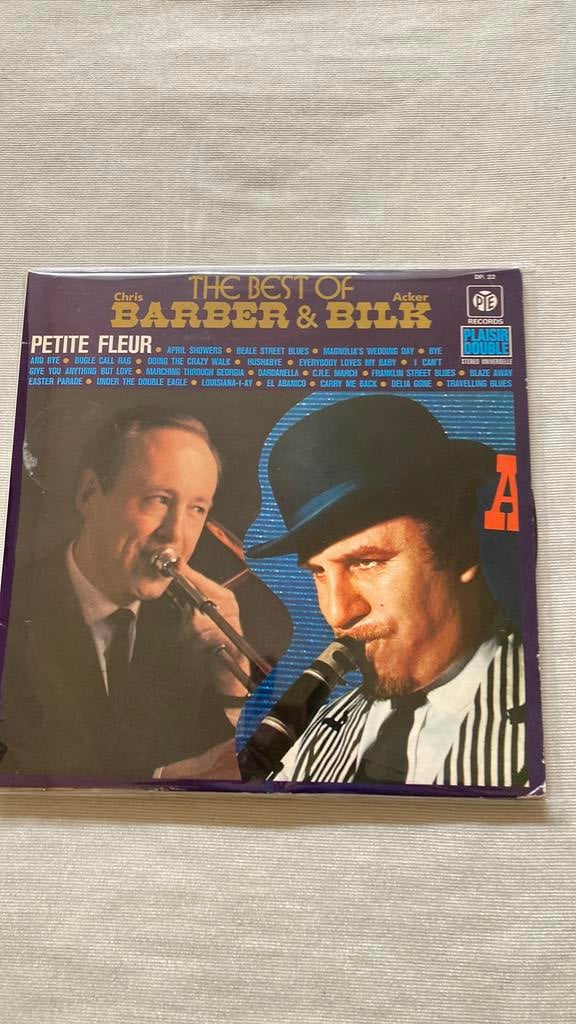 DP. 22
THE BEST OF
Chris Acker
BARBER & BILK
PYE
RECORDS
PLAISIR
DOUBLE
STEREO UNIVERSELLE
PETITE FLEUR • APRIL SHOWERS • BEALE STREET BLUES • MAGNOLIA'S WEDDING DAY • BYE
AND BYE • BUGLE CALL RAG • DOING THE CRAZY WALK • HUSHABYE • EVERYBODY LOVES MY BABY • I CAN'T
GIVE YOU ANYTHING BUT LOVE • MARCHING THROUGH GEORGIA • DARDANELLA • C.R.E. MARCH • FRANKLIN STREET BLUES • BLAZE AWAY
EASTER PARADE • UNDER THE DOUBLE EAGLE • LOUISIANA-I-AY • EL ABANICO • CARRY ME BACK • DELIA GONE • TRAVELLING BLUES
A